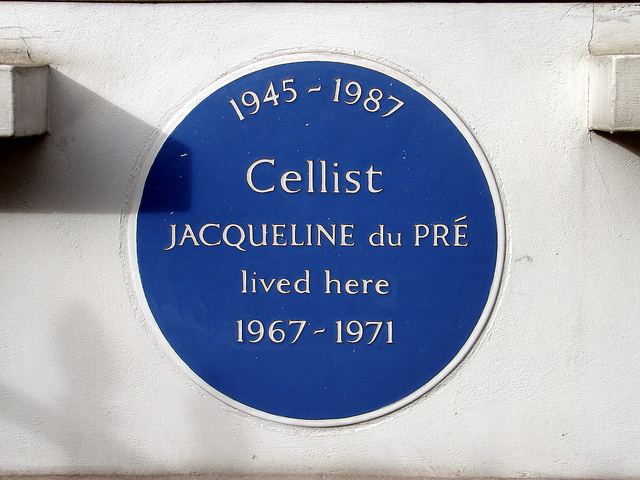 1945 - 1987
Cellist
JACQUELINE du PRÉ
lived here
1967 - 1971